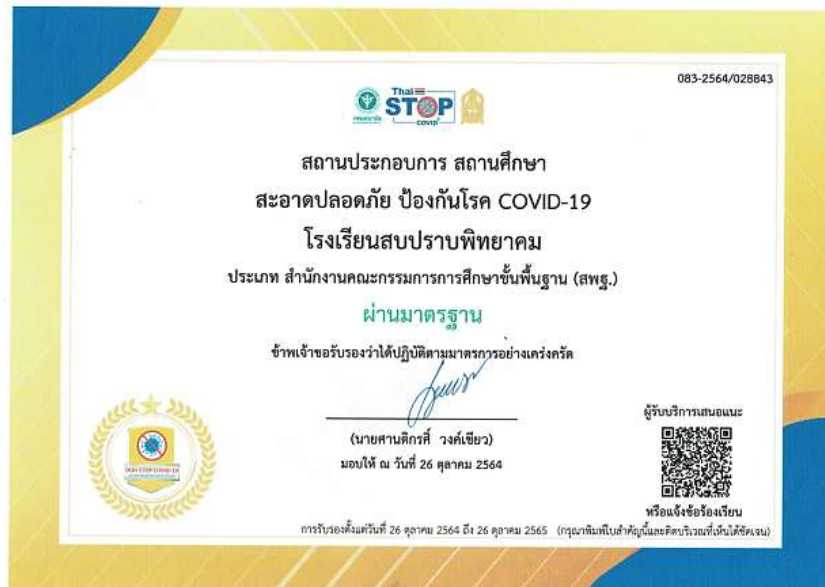 083-2564/028843
กรมอนามัย
Thai
STOP
COVID
สถานประกอบการ สถานศึกษา
สะอาดปลอดภัย ป้องกันโรค COVID-19
โรงเรียนสบปราบพิทยาคม
ประเภท สำนักงานคณะกรรมการการศึกษาขั้นพื้นฐาน (สพฐ.)
ผ่านมาตรฐาน
ข้าพเจ้าขอรับรองว่าได้ปฏิบัติตามมาตรการอย่างเคร่งครัด
(นายศานติกรศิ์ วงค์เขียว)
มอบให้ ณ วันที่ 26 ตุลาคม 2564
ผู้รับบริการเสนอแนะ
หรือแจ้งข้อร้องเรียน
การรับรองตั้งแต่วันที่ 26 ตุลาคม 2564 ถึง 26 ตุลาคม 2565 (กรุณาพิมพ์ใบสำคัญนี้และติดบริเวณที่เห็นได้ชัดเจน)